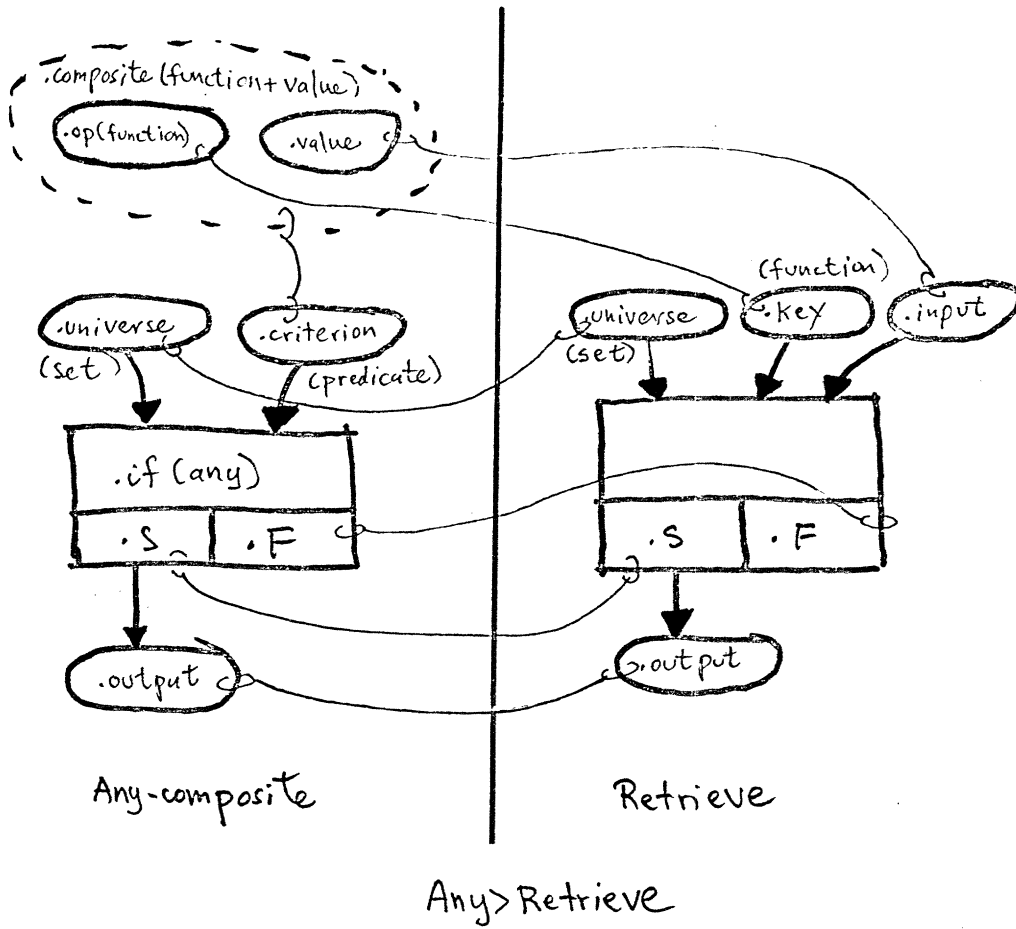 .composite(function+value)
.op(function)
.value
.universe
(set)
.criterion
(predicate)
.if (any)
.S
.F
.output
Any-composite
(function)
.universe
(set)
.key
.input
.S
.F
.output
Retrieve
Any>Retrieve